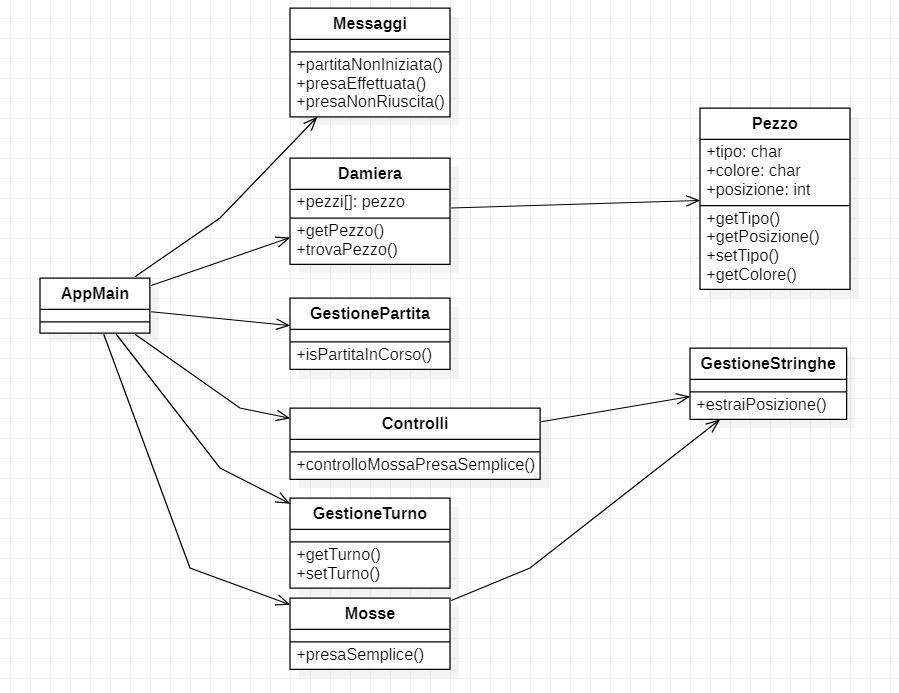 Messaggi
+partitaNonIniziata()
+presaEffettuata()
+presaNonRiuscita()
Pezzo
+tipo: char
+colore: char
+posizione: int
+getTipo()
+getPosizione()
+setTipo()
+getColore()
Damiera
+pezzi[]: pezzo
+getPezzo()
+trovaPezzo()
AppMain
GestionePartita
+isPartitaInCorso()
GestioneStringhe
+estraiPosizione()
Controlli
+controlloMossaPresaSemplice()
GestioneTurno
+getTurno()
+setTurno()
Mosse
+presaSemplice()